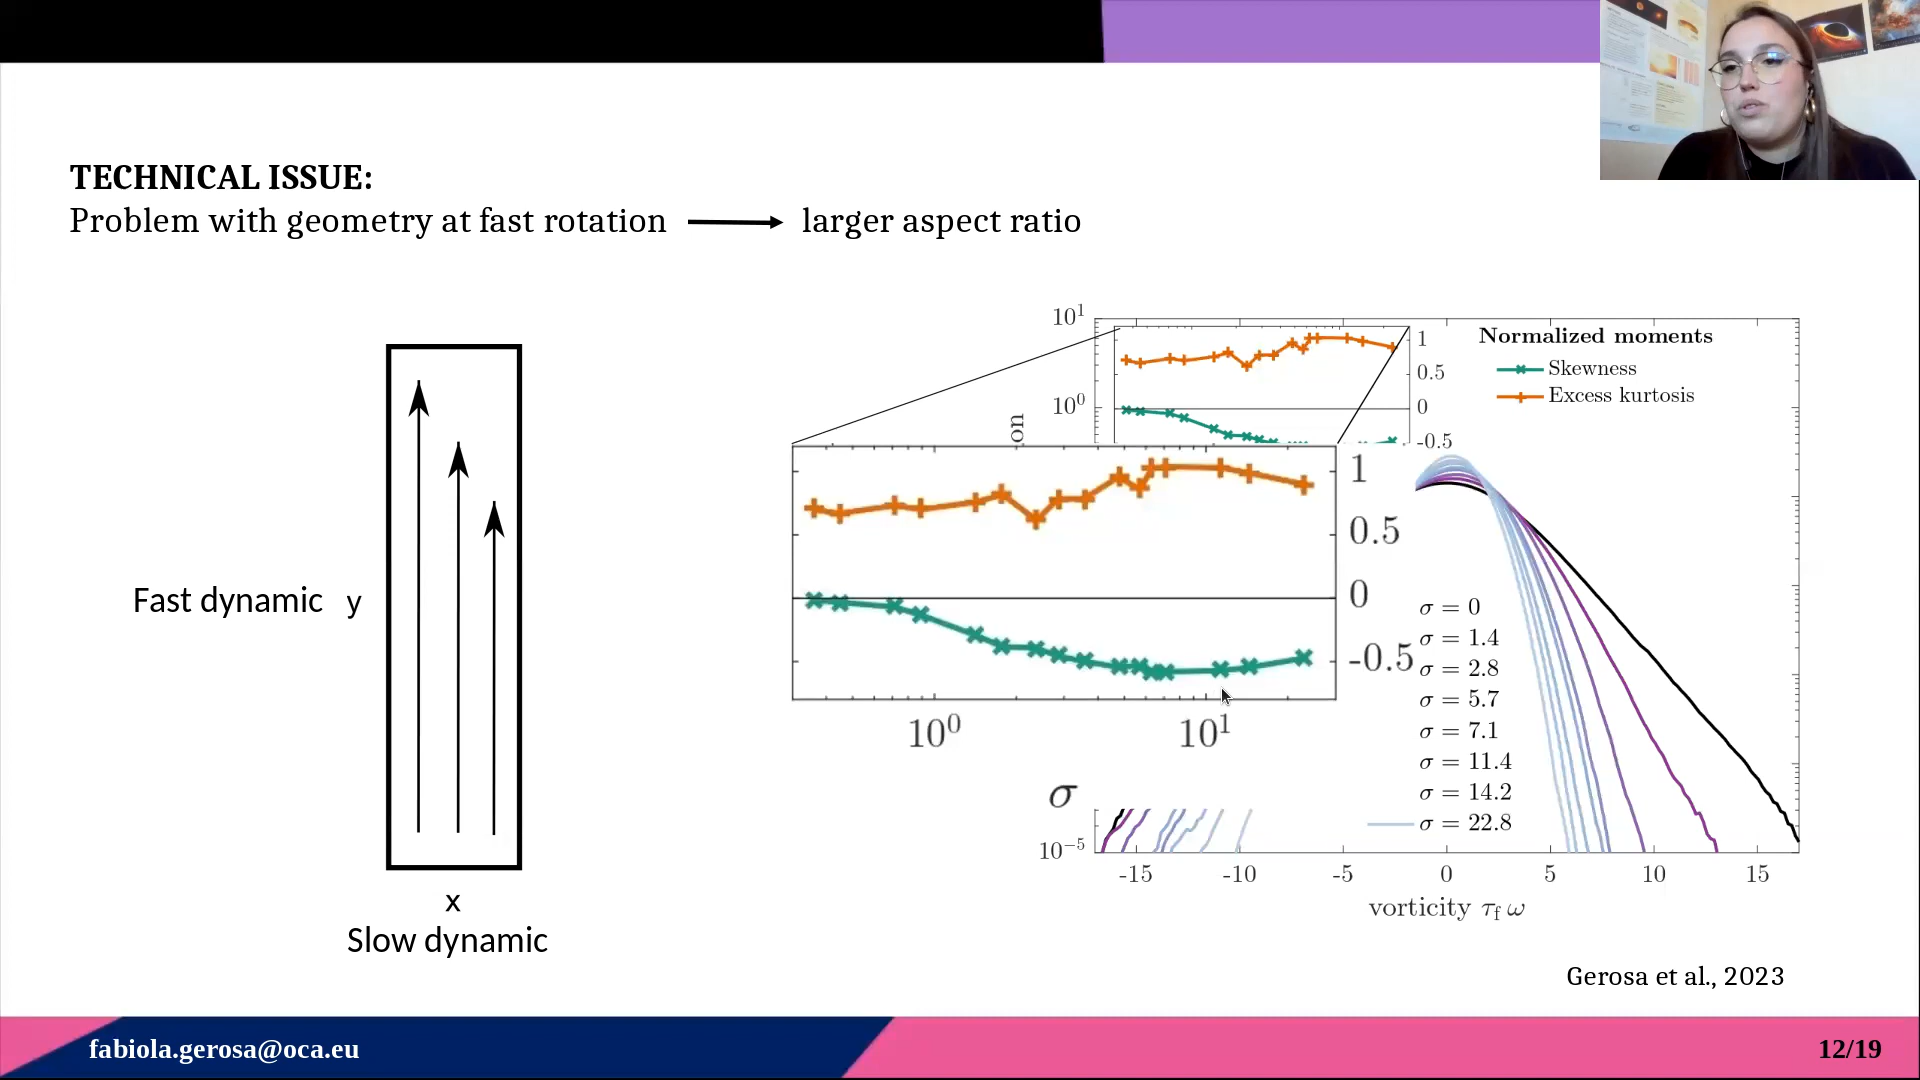 TECHNICAL ISSUE:
Problem with geometry at fast rotation larger aspect ratio
Fast dynamic y
x
Slow dynamic
10¹
10⁰
on
1
0.5
0
-0.5
Normalized moments
Skewness
Excess kurtosis
1
0.5
0
-0.5
10⁰ 10¹
σ
σ = 0
σ = 1.4
σ = 2.8
σ = 5.7
σ = 7.1
σ = 11.4
σ = 14.2
σ = 22.8
10⁻⁵
-15 -10 -5 0 5 10 15
vorticity τ_f ω
Gerosa et al., 2023
fabiola.gerosa@oca.eu 12/19